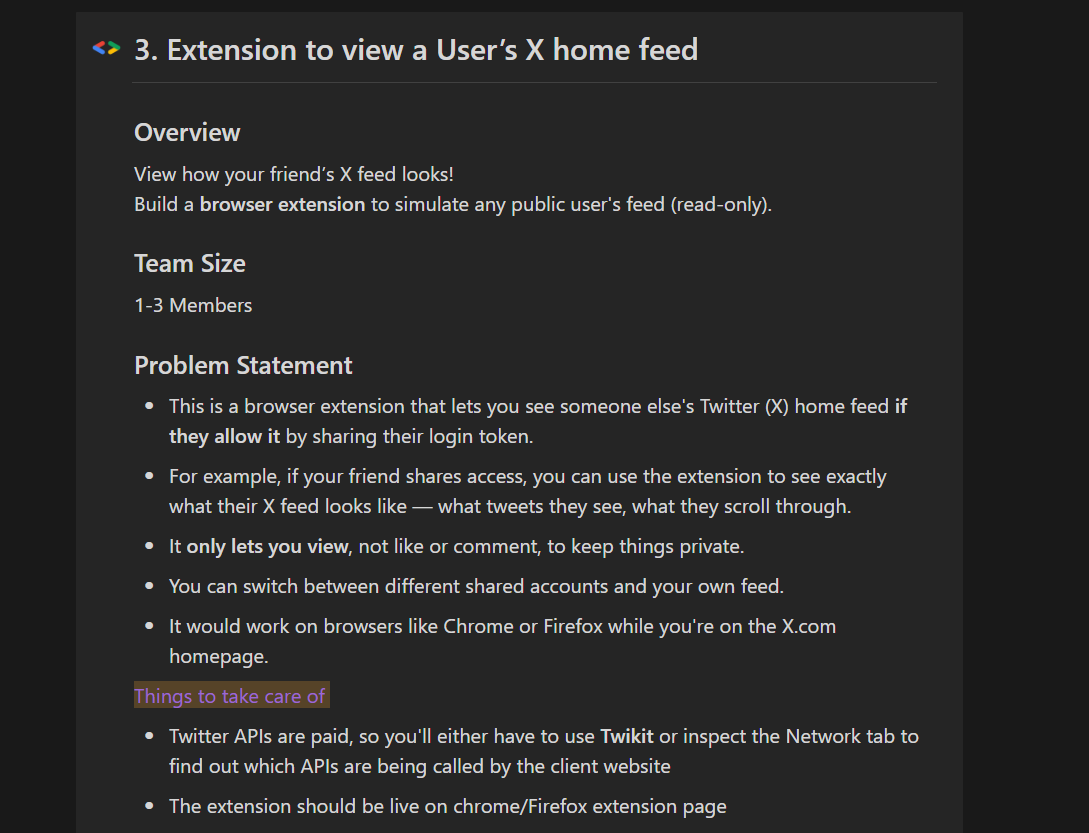 3. Extension to view a User’s X home feed
Overview
View how your friend’s X feed looks!
Build a browser extension to simulate any public user's feed (read-only).
Team Size
1-3 Members
Problem Statement
This is a browser extension that lets you see someone else's Twitter (X) home feed if
they allow it by sharing their login token.
For example, if your friend shares access, you can use the extension to see exactly
what their X feed looks like — what tweets they see, what they scroll through.
It only lets you view, not like or comment, to keep things private.
You can switch between different shared accounts and your own feed.
It would work on browsers like Chrome or Firefox while you're on the X.com
homepage.
Things to take care of
Twitter APIs are paid, so you'll either have to use Twikit or inspect the Network tab to
find out which APIs are being called by the client website
The extension should be live on chrome/Firefox extension page